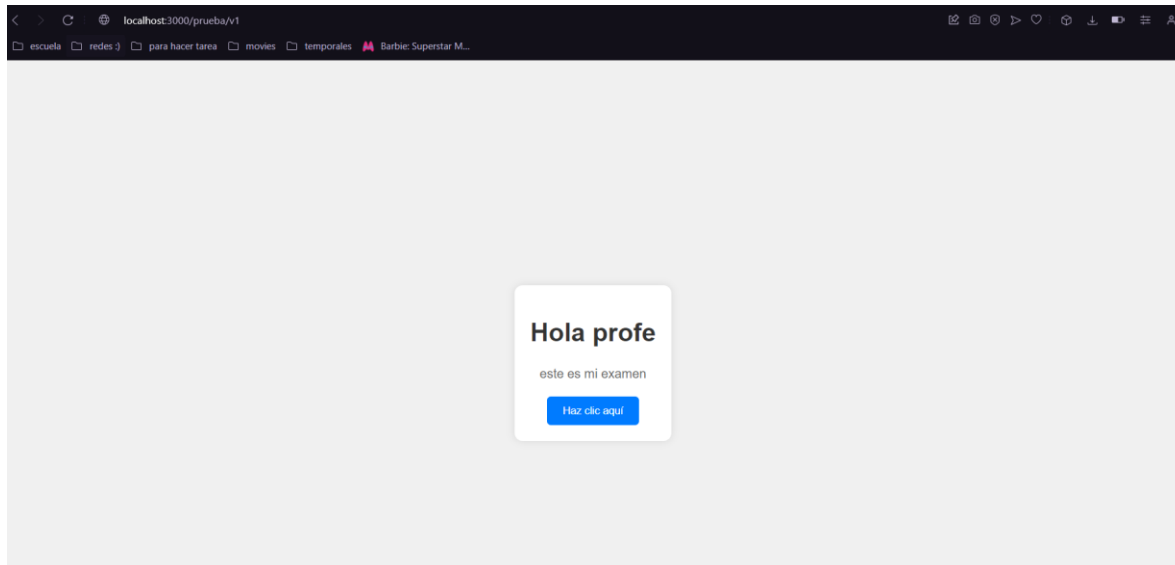 localhost:3000/prueba/v1
escuela redes :) para hacer tarea movies temporales Barbie: Superstar M...
Hola profe
este es mi examen
Haz clic aquí